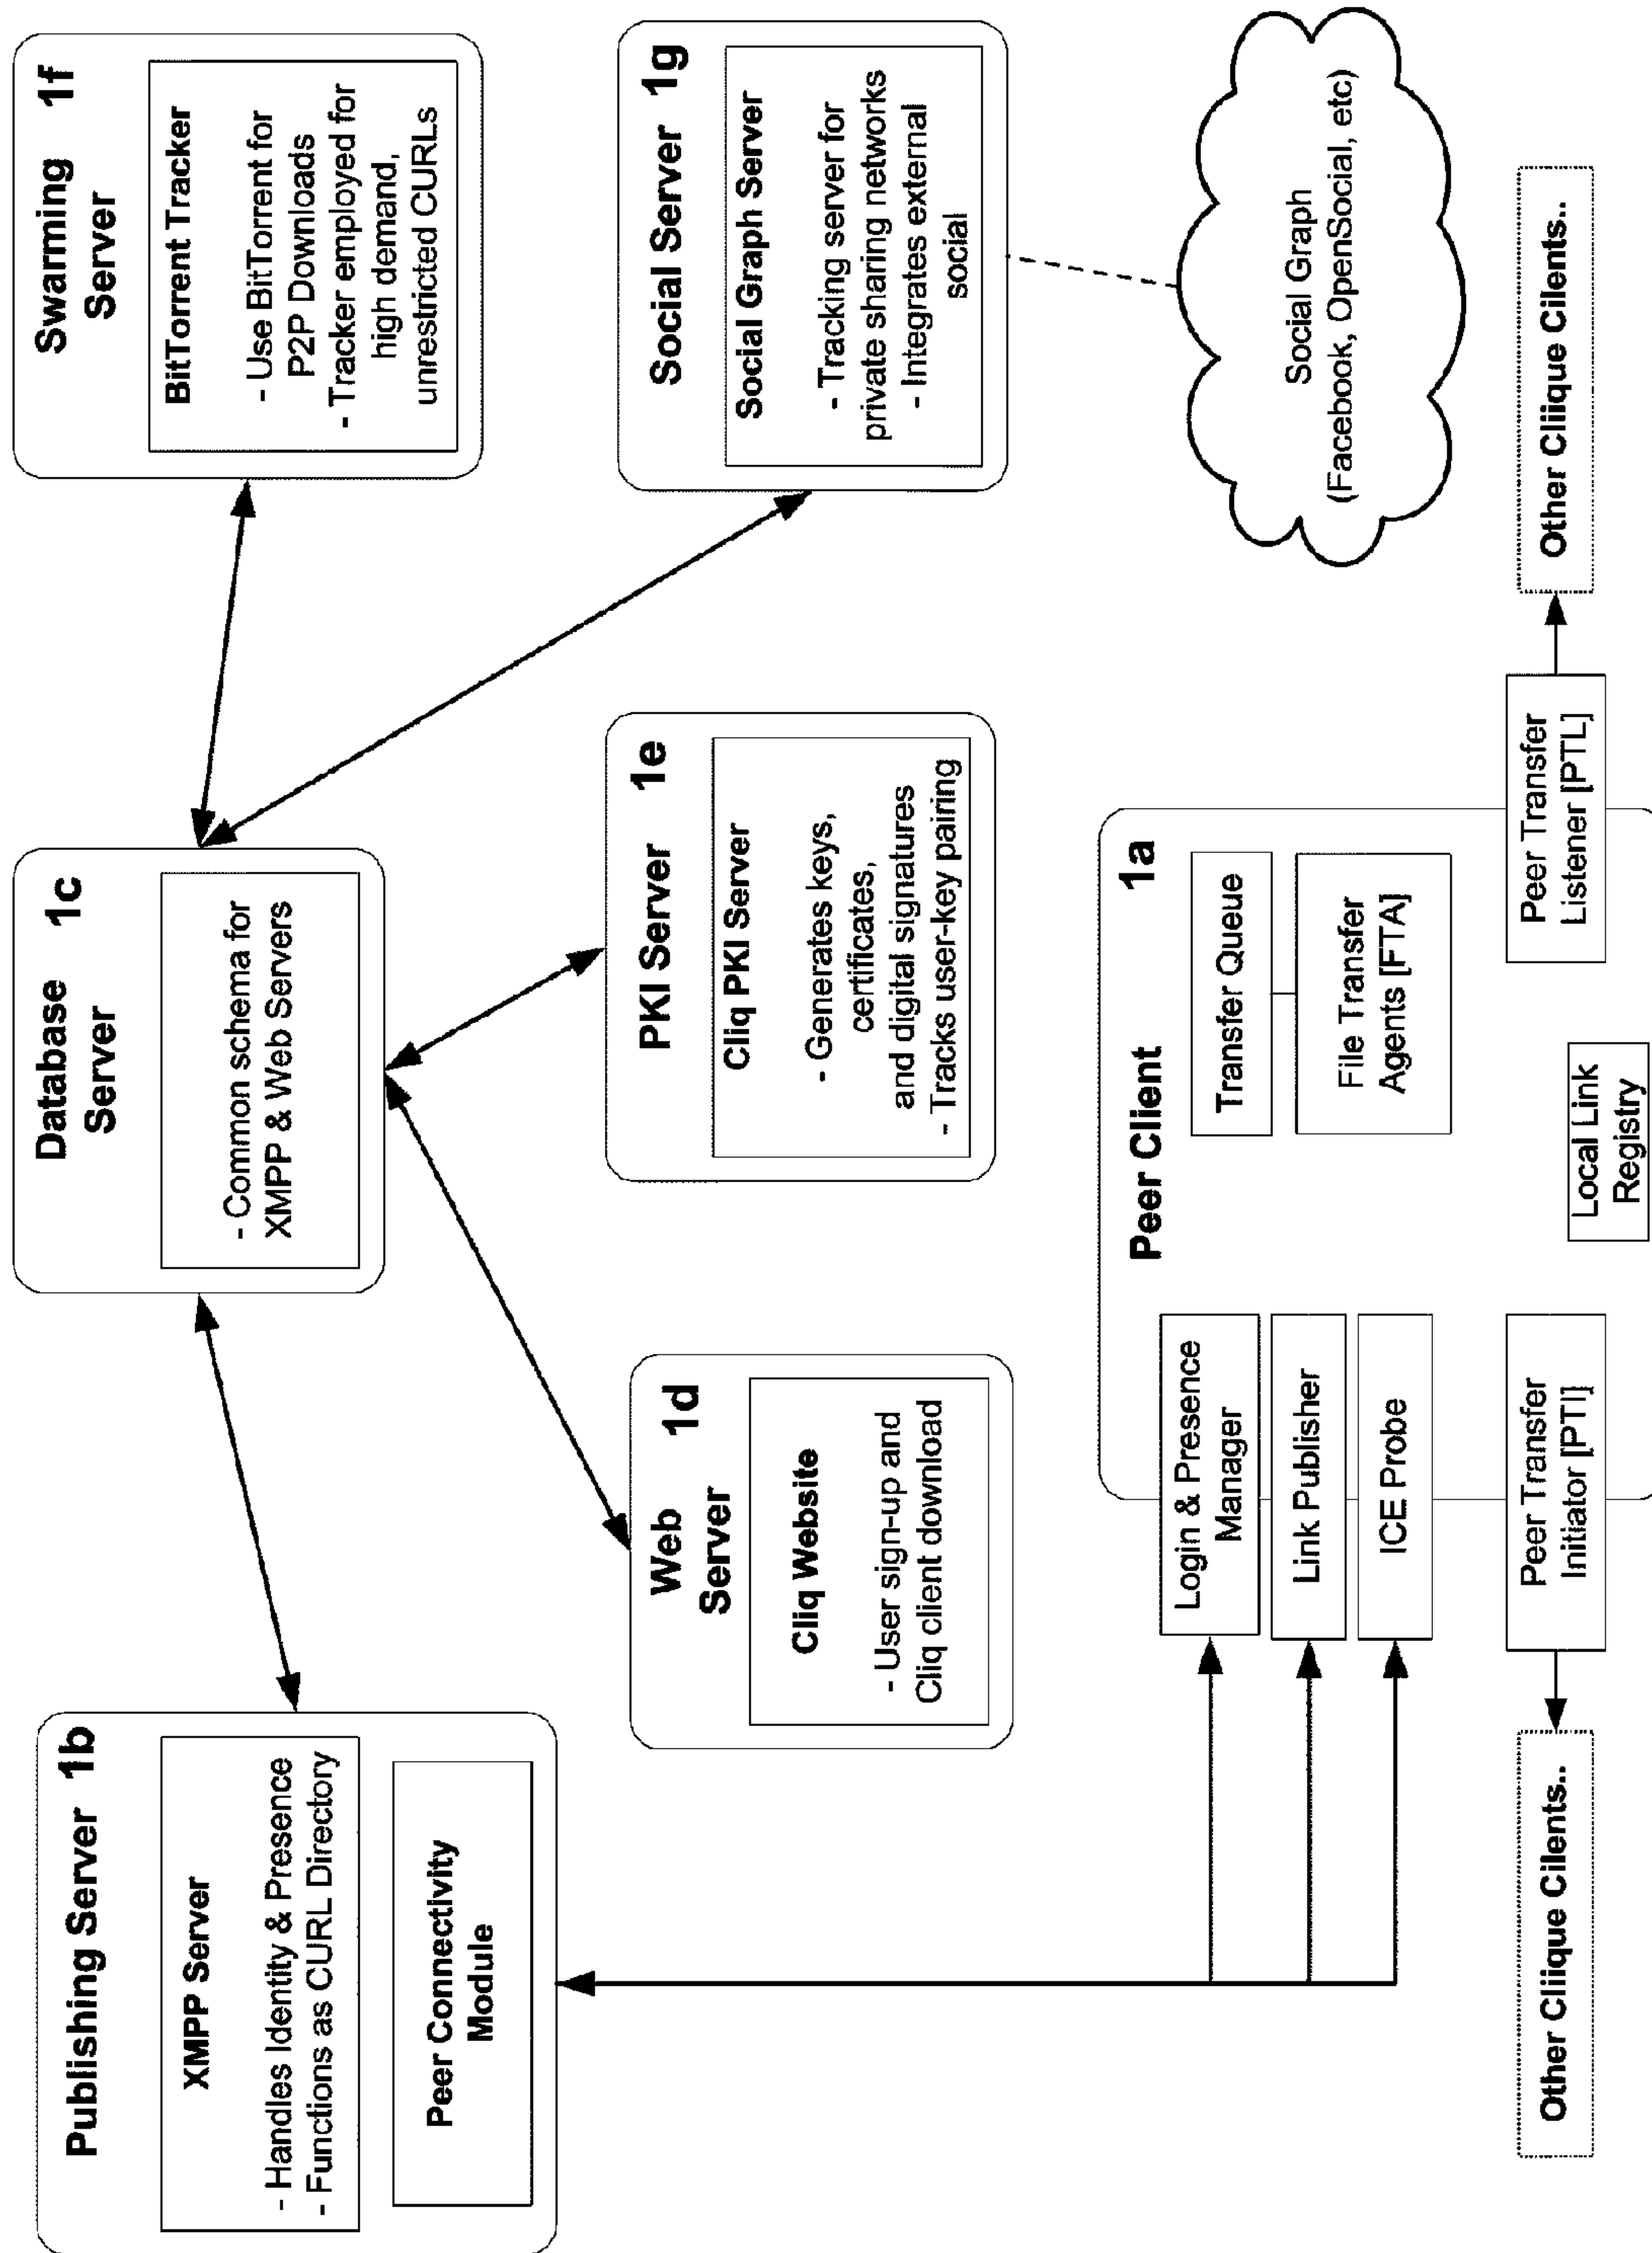 Publishing Server 1b
XMPP Server
- Handles Identity & Presence
- Functions as CURL Directory
Peer Connectivity
Module
Database 1c
Server
- Common schema for
XMPP & Web Servers
Swarming 1f
Server
BitTorrent Tracker
- Use BitTorrent for
P2P Downloads
- Tracker employed for
high demand,
unrestricted CURLs
Web 1d
Server
Cliq Website
- User sign-up and
Cliq client download
PKI Server 1e
Cliq PKI Server
- Generates keys,
certificates,
and digital signatures
- Tracks user-key pairing
Social Server 1g
Social Graph Server
- Tracking server for
private sharing networks
- Integrates external
social
Social Graph
(Facebook, OpenSocial, etc)
Peer Client 1a
Login & Presence
Manager
Link Publisher
ICE Probe
Peer Transfer
Initiator [PTI]
Transfer Queue
File Transfer
Agents [FTA]
Local Link
Registry
Peer Transfer
Listener [PTL]
Other Cliique Cilents..
Other Cliique Cilents..